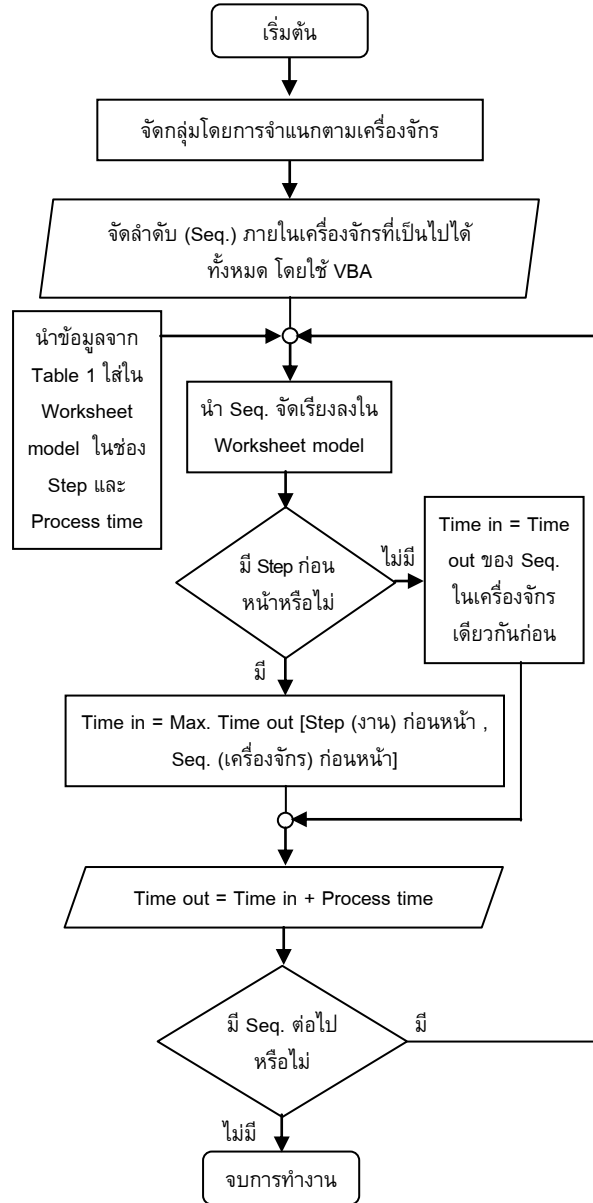 เริ่มต้น
จัดกลุ่มโดยการจำแนกตามเครื่องจักร
จัดลำดับ (Seq.) ภายในเครื่องจักรที่เป็นไปได้
ทั้งหมด โดยใช้ VBA
นำข้อมูลจาก
Table 1 ใส่ใน
Worksheet
model ในช่อง
Step และ
Process time
นำ Seq. จัดเรียงลงใน
Worksheet model
มี Step ก่อน
หน้าหรือไม่
ไม่มี
Time in = Time
out ของ Seq.
ในเครื่องจักร
เดียวกันก่อน
มี
Time in = Max. Time out [Step (งาน) ก่อนหน้า ,
Seq. (เครื่องจักร) ก่อนหน้า]
Time out = Time in + Process time
มี Seq. ต่อไป
หรือไม่
มี
ไม่มี
จบการทำงาน